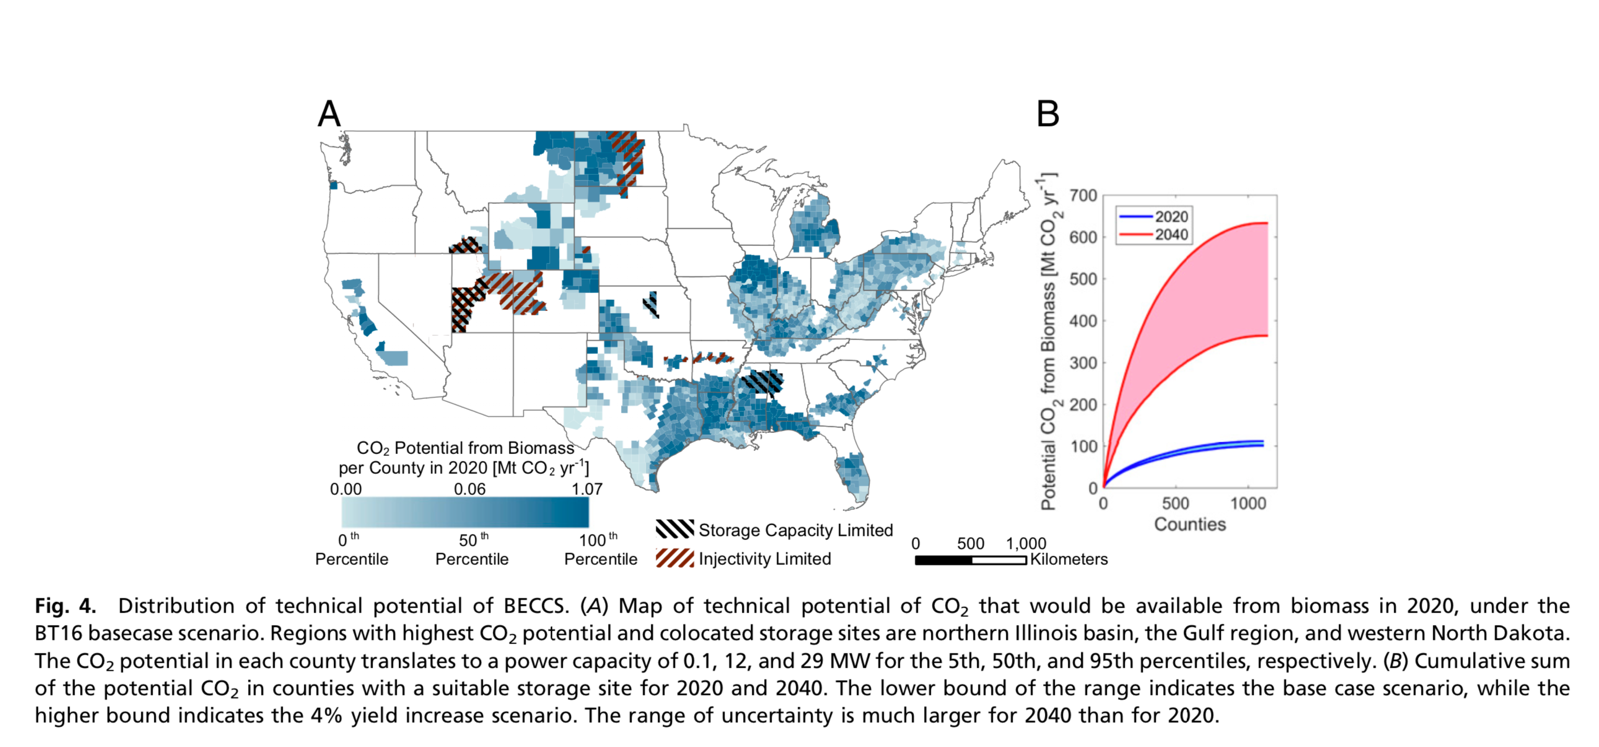 A
CO2 Potential from Biomass
per County in 2020 [Mt CO2 yr-1]
0.00 0.06 1.07
0th 50th 100th
Percentile Percentile Percentile
Storage Capacity Limited
Injectivity Limited
0 500 1,000
Kilometers
B
Potential CO2 from Biomass [Mt CO2 yr-1]
700
600
500
400
300
200
100
0
2020
2040
0 500 1000
Counties
Fig. 4. Distribution of technical potential of BECCS. (A) Map of technical potential of CO2 that would be available from biomass in 2020, under the
BT16 basecase scenario. Regions with highest CO2 potential and colocated storage sites are northern Illinois basin, the Gulf region, and western North Dakota.
The CO2 potential in each county translates to a power capacity of 0.1, 12, and 29 MW for the 5th, 50th, and 95th percentiles, respectively. (B) Cumulative sum
of the potential CO2 in counties with a suitable storage site for 2020 and 2040. The lower bound of the range indicates the base case scenario, while the
higher bound indicates the 4% yield increase scenario. The range of uncertainty is much larger for 2040 than for 2020.